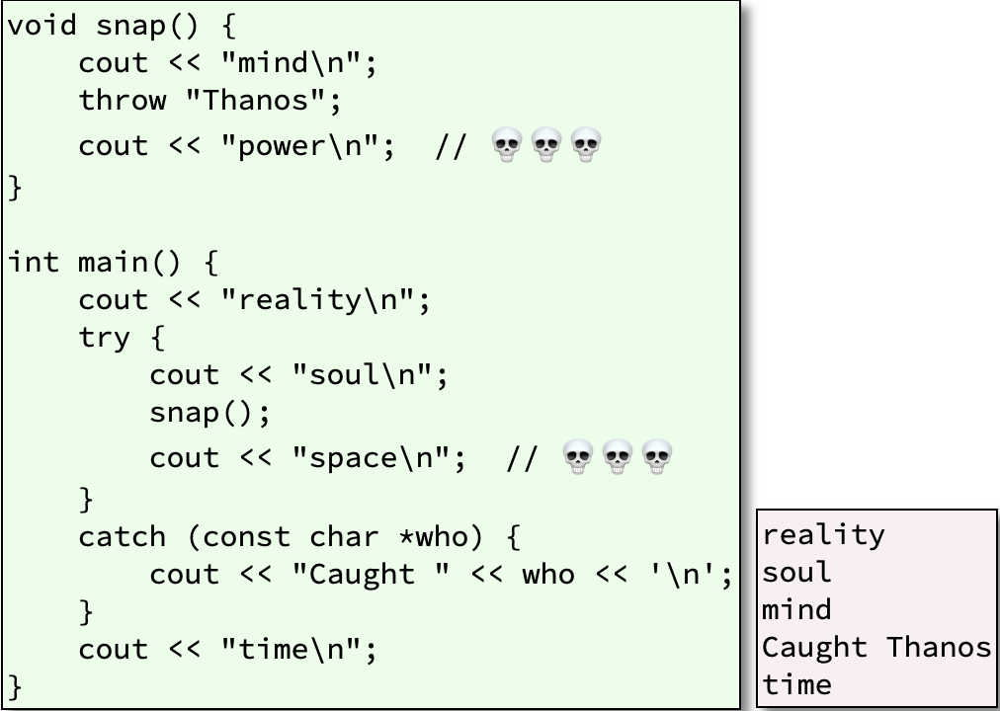 void snap() {
    cout << "mind\n";
    throw "Thanos";
    cout << "power\n";  // 💀💀💀
}

int main() {
    cout << "reality\n";
    try {
        cout << "soul\n";
        snap();
        cout << "space\n";  // 💀💀💀
    }
    catch (const char *who) {
        cout << "Caught " << who << '\n';
    }
    cout << "time\n";
}
reality
soul
mind
Caught Thanos
time